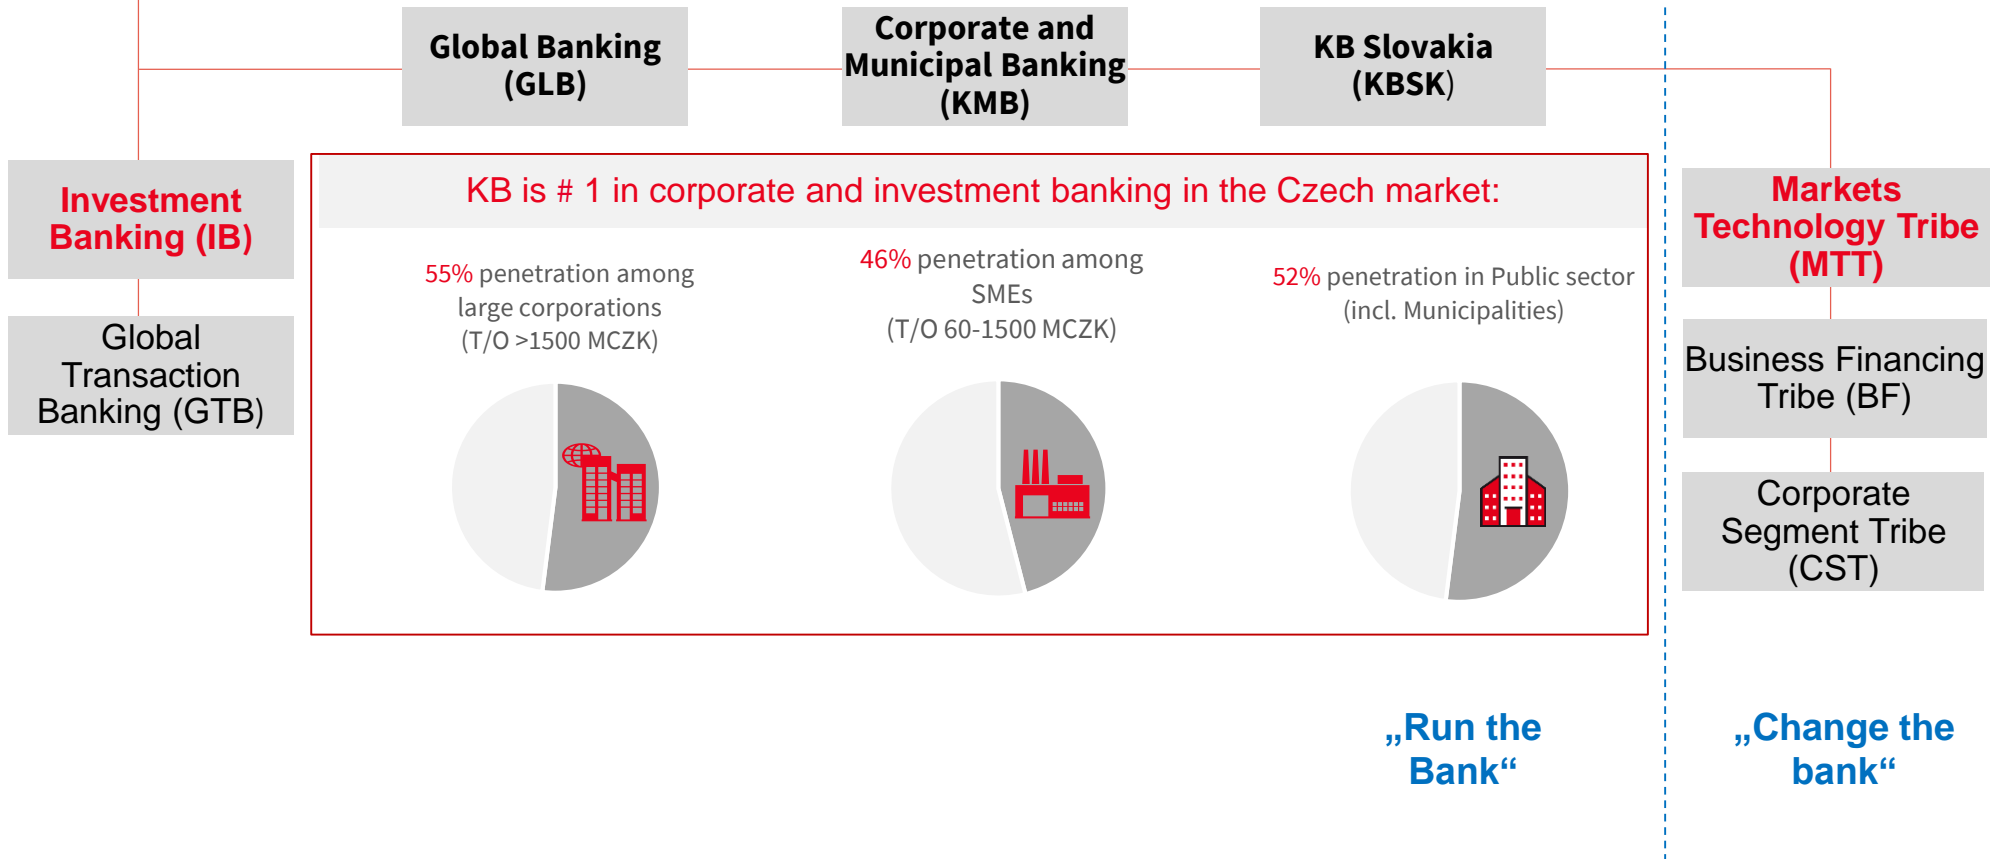 Global Banking
(GLB)
Corporate and
Municipal Banking
(KMB)
KB Slovakia
(KBSK)
Investment
Banking (IB)
Global
Transaction
Banking (GTB)
KB is # 1 in corporate and investment banking in the Czech market:
55% penetration among
large corporations
(T/O >1500 MCZK)
46% penetration among
SMEs
(T/O 60-1500 MCZK)
52% penetration in Public sector
(incl. Municipalities)
Markets
Technology Tribe
(MTT)
Business Financing
Tribe (BF)
Corporate
Segment Tribe
(CST)
„Run the
Bank“
„Change the
bank“